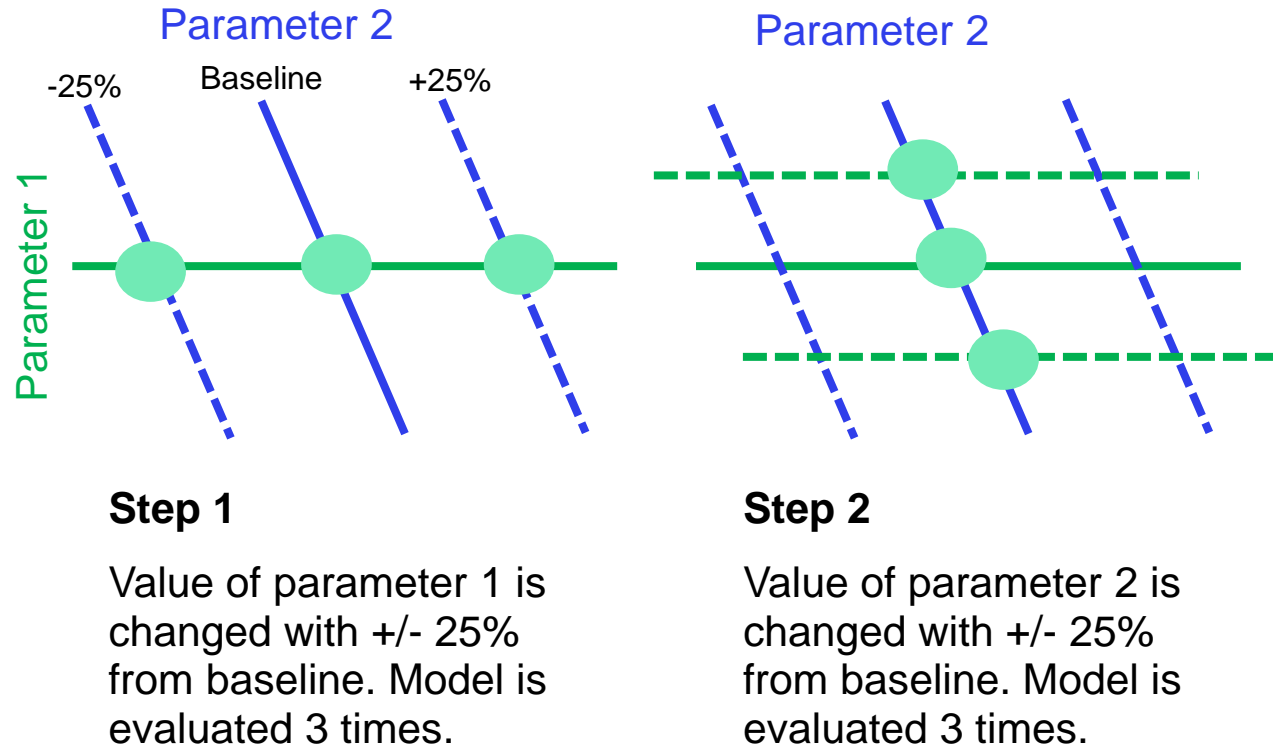 Parameter 2
-25%
Baseline
+25%
Parameter 1
Step 1
Value of parameter 1 is
changed with +/- 25%
from baseline. Model is
evaluated 3 times.
Parameter 2
Step 2
Value of parameter 2 is
changed with +/- 25%
from baseline. Model is
evaluated 3 times.